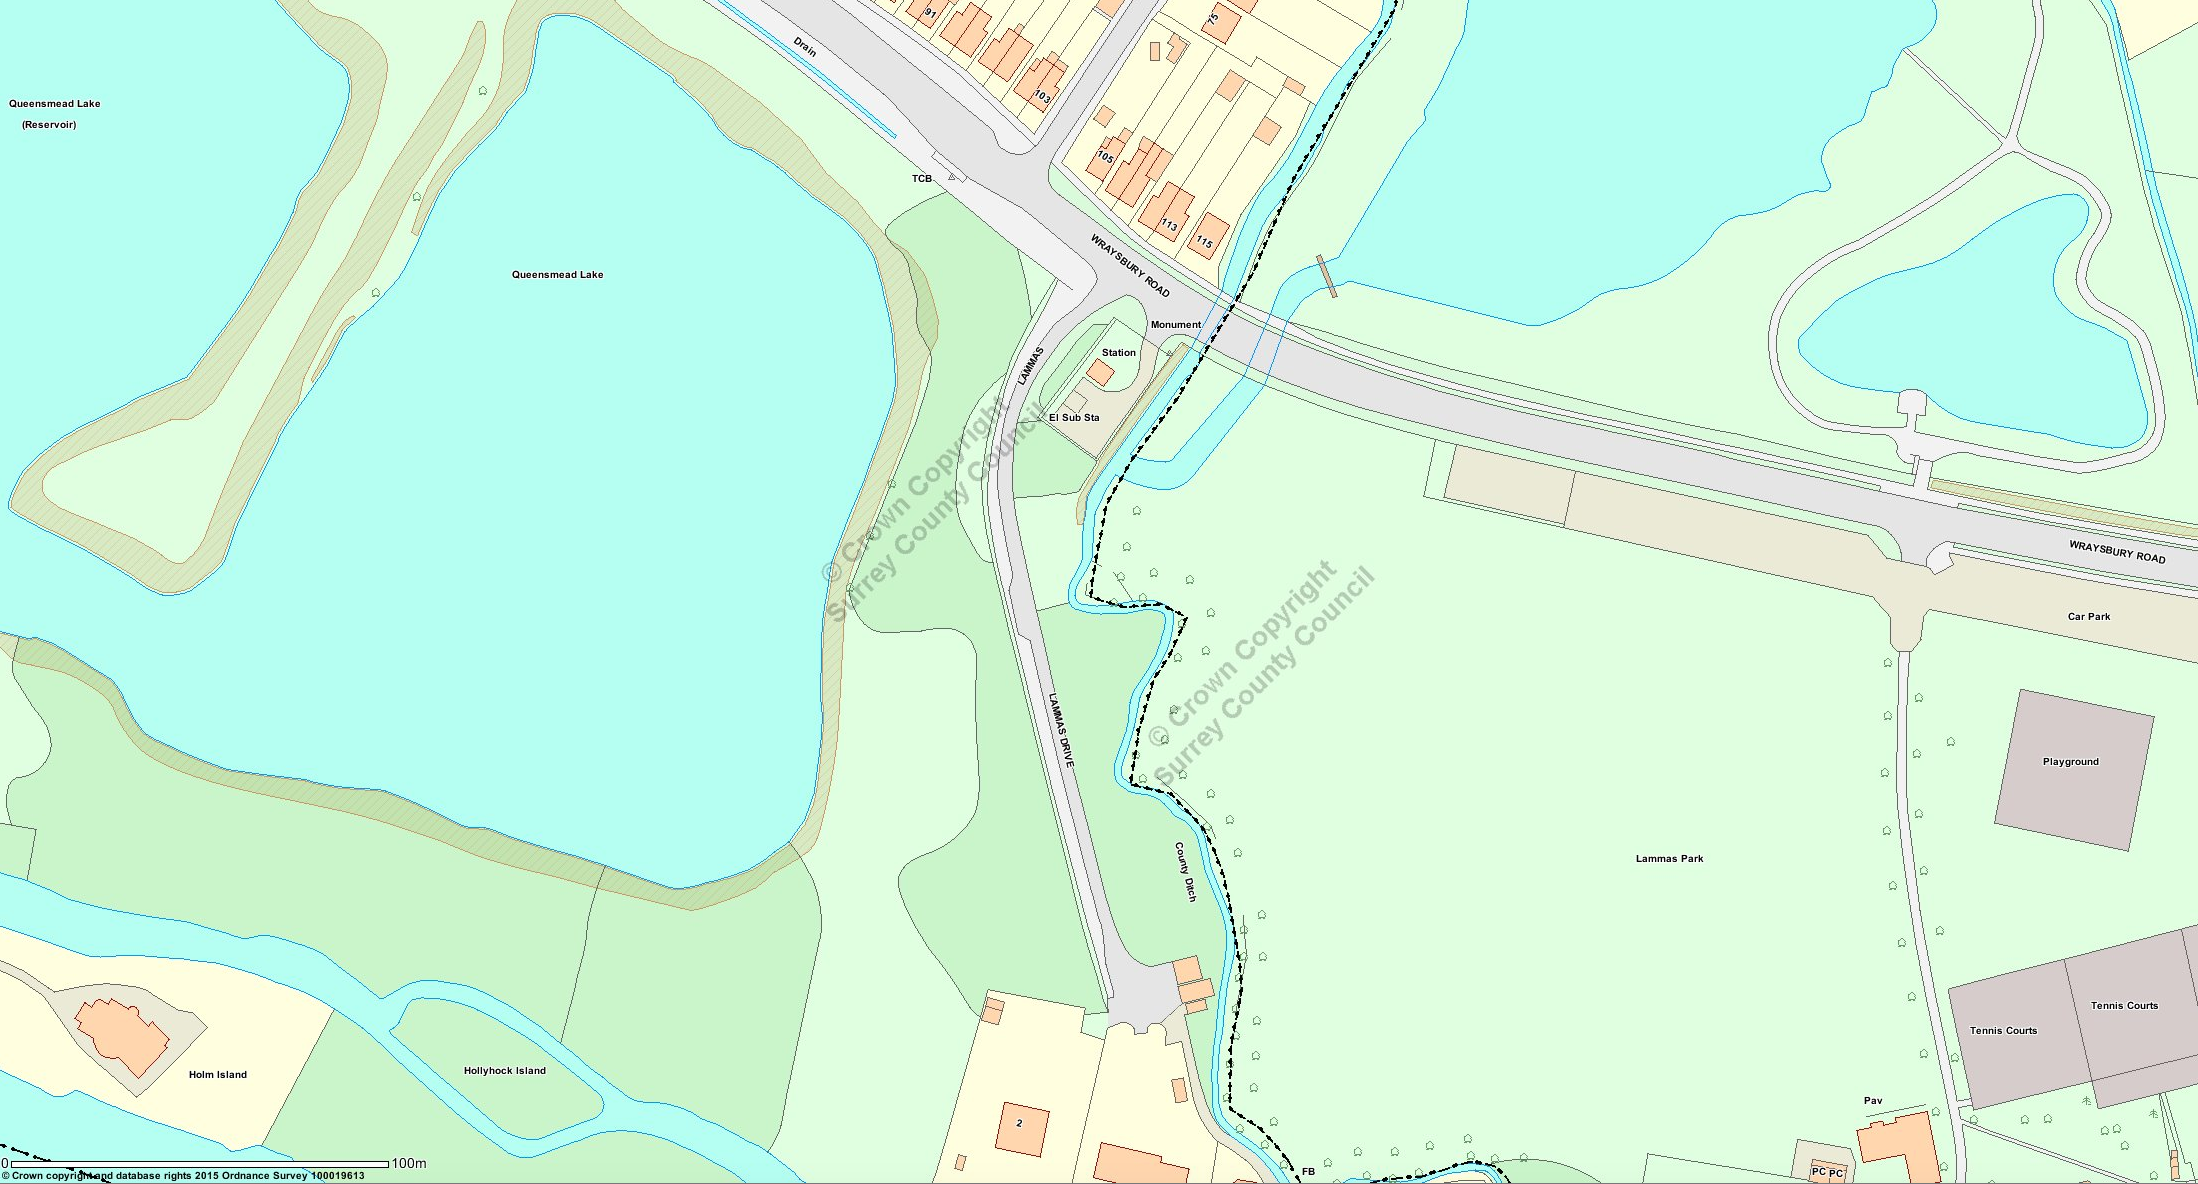 91
Drain
103
75
Queensmead Lake
(Reservoir)
105
TCB
113
115
WRAYSBURY ROAD
Queensmead Lake
Monument
Station
LAMMAS
El Sub Sta
© Crown Copyright
Surrey County Council
© Crown Copyright
Surrey County Council
WRAYSBURY ROAD
Car Park
LAMMAS DRIVE
Playground
Lammas Park
County Ditch
Tennis Courts
Tennis Courts
Holm Island
Hollyhock Island
2
Pav
FB
PC PC
0 100m
© Crown copyright and database rights 2015 Ordnance Survey 100019613